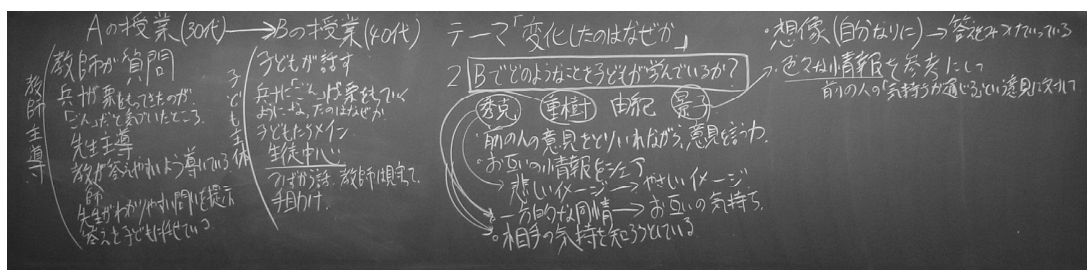 Aの授業(30代)→Bの授業(40代)
教師主導
教師が質問
兵十が栗をもってきたのが
「ごん」だと気づいたところ。
先生主導
教師が答えやすいよう導いている
先生がわかりやすい問いを提示
答えを子どもに任せている
子ども主体
子どもが話す
兵十に「ごん」は栗をもっていく
ようになったのはなぜか
子どもたちメイン
生徒中心
つぶやき
教師は
手助け.
テーマ「変化したのはなぜか」
2 Bでどのようなことを子どもが学んでいるか?
秀克 重樹 由紀 景子
・前の人の意見をとりいれながら、意見を言う力.
・お互いの情報をシェア
悲しいイメージ→やさしいイメージ
・一方的な同情→お互いの気持ち.
・相手の気持を知ろうとしている
・想像(自分なりに)→答えをみつけていっている
・色々な情報を参考にして
前の人の「気持ちが通じる」という意見に対して